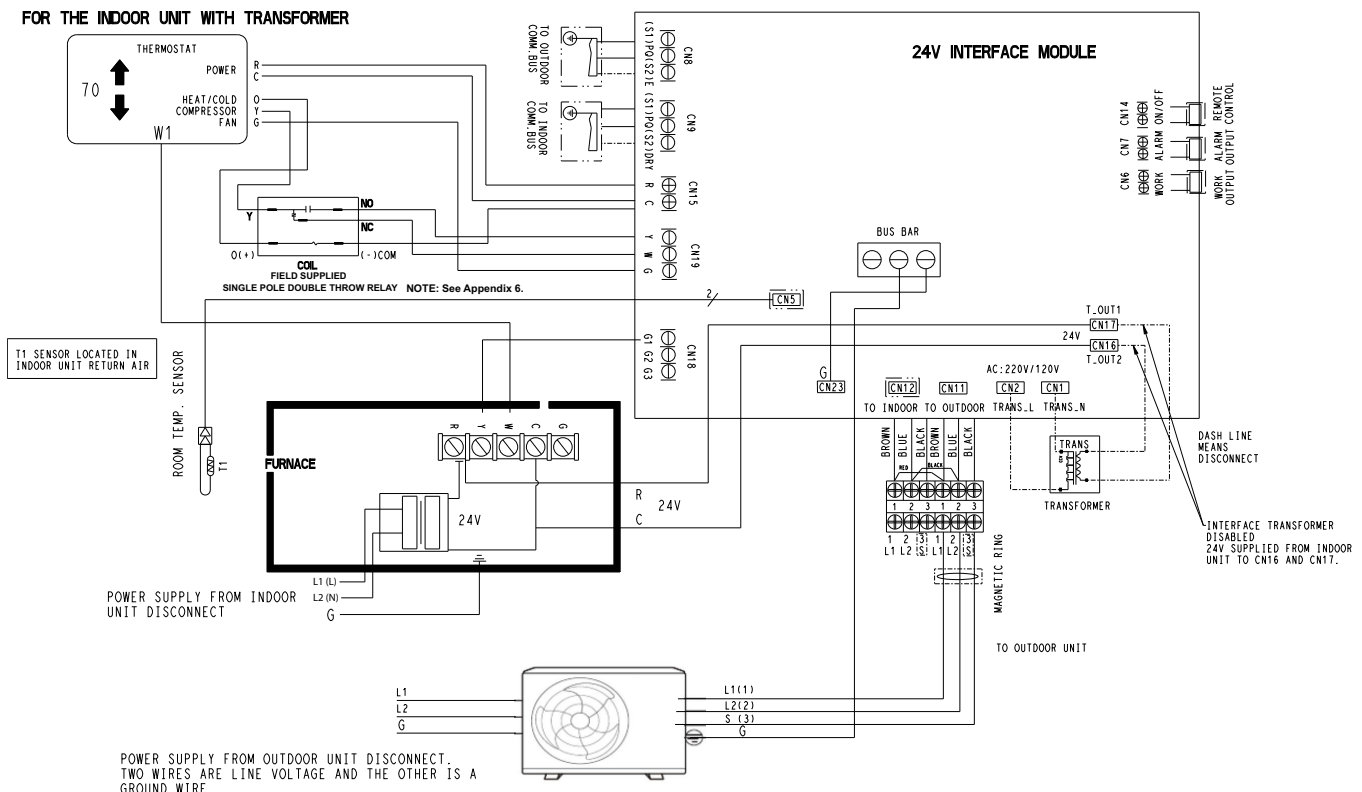 FOR THE INDOOR UNIT WITH TRANSFORMER
THERMOSTAT
70
POWER
R
C
HEAT/COLD
COMPRESSOR
FAN
O
Y
G
W1
TO OUTDOOR
COMM.BUS
(S1)PQ(S2)E
CN8
TO INDOOR
COMM.BUS
(S1)PQ(S2)DRY
CN9
24V INTERFACE MODULE
CN14
ON/OFF
REMOTE
CONTROL
CN7
ALARM
ALARM
OUTPUT
CN6
WORK
WORK
OUTPUT
R
C
CN15
Y
W
G
CN19
Y
NO
NC
O(+)
(-)COM
COIL
FIELD SUPPLIED
SINGLE POLE DOUBLE THROW RELAY NOTE: See Appendix 6.
BUS BAR
2
CN5
T1 SENSOR LOCATED IN
INDOOR UNIT RETURN AIR
ROOM TEMP. SENSOR
T1
G1 G2 G3
CN18
T_OUT1
CN17
24V
CN16
T_OUT2
G
CN23
CN12
CN11
AC:220V/120V
CN2
CN1
TO INDOOR
TO OUTDOOR
TRANS_L
TRANS_N
BROWN
BLUE
BLACK
BROWN
BLUE
BLACK
RED
BLACK
TRANS
TRANSFORMER
DASH LINE
MEANS
DISCONNECT
INTERFACE TRANSFORMER
DISABLED
24V SUPPLIED FROM INDOOR
UNIT TO CN16 AND CN17.
FURNACE
R
Y
W
C
G
24V
R
24V
C
1 2 3 1 2 3
1 2 3 1 2 3
L1 L2 S L1 L2 S
MAGNETIC RING
L1 (L)
L2 (N)
G
POWER SUPPLY FROM INDOOR
UNIT DISCONNECT
TO OUTDOOR UNIT
L1
L2
G
L1(1)
L2(2)
S (3)
G
POWER SUPPLY FROM OUTDOOR UNIT DISCONNECT.
TWO WIRES ARE LINE VOLTAGE AND THE OTHER IS A
GROUND WIRE